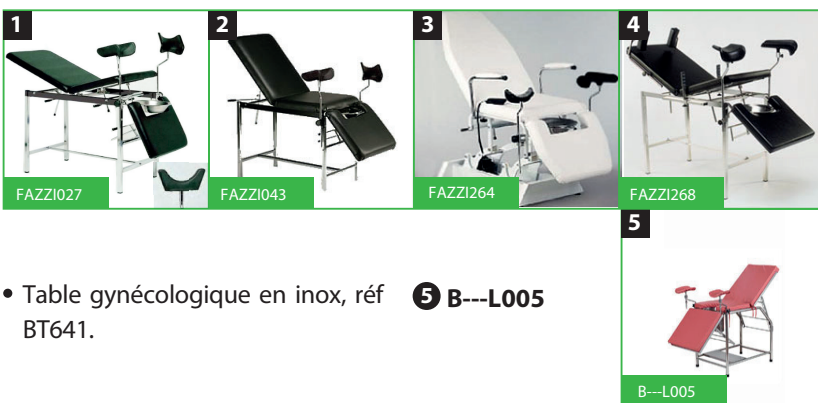 1
2
3
4
FAZZI027
FAZZI043
FAZZI264
FAZZI268
5
• Table gynécologique en inox, réf
BT641.
5 B---L005
B---L005